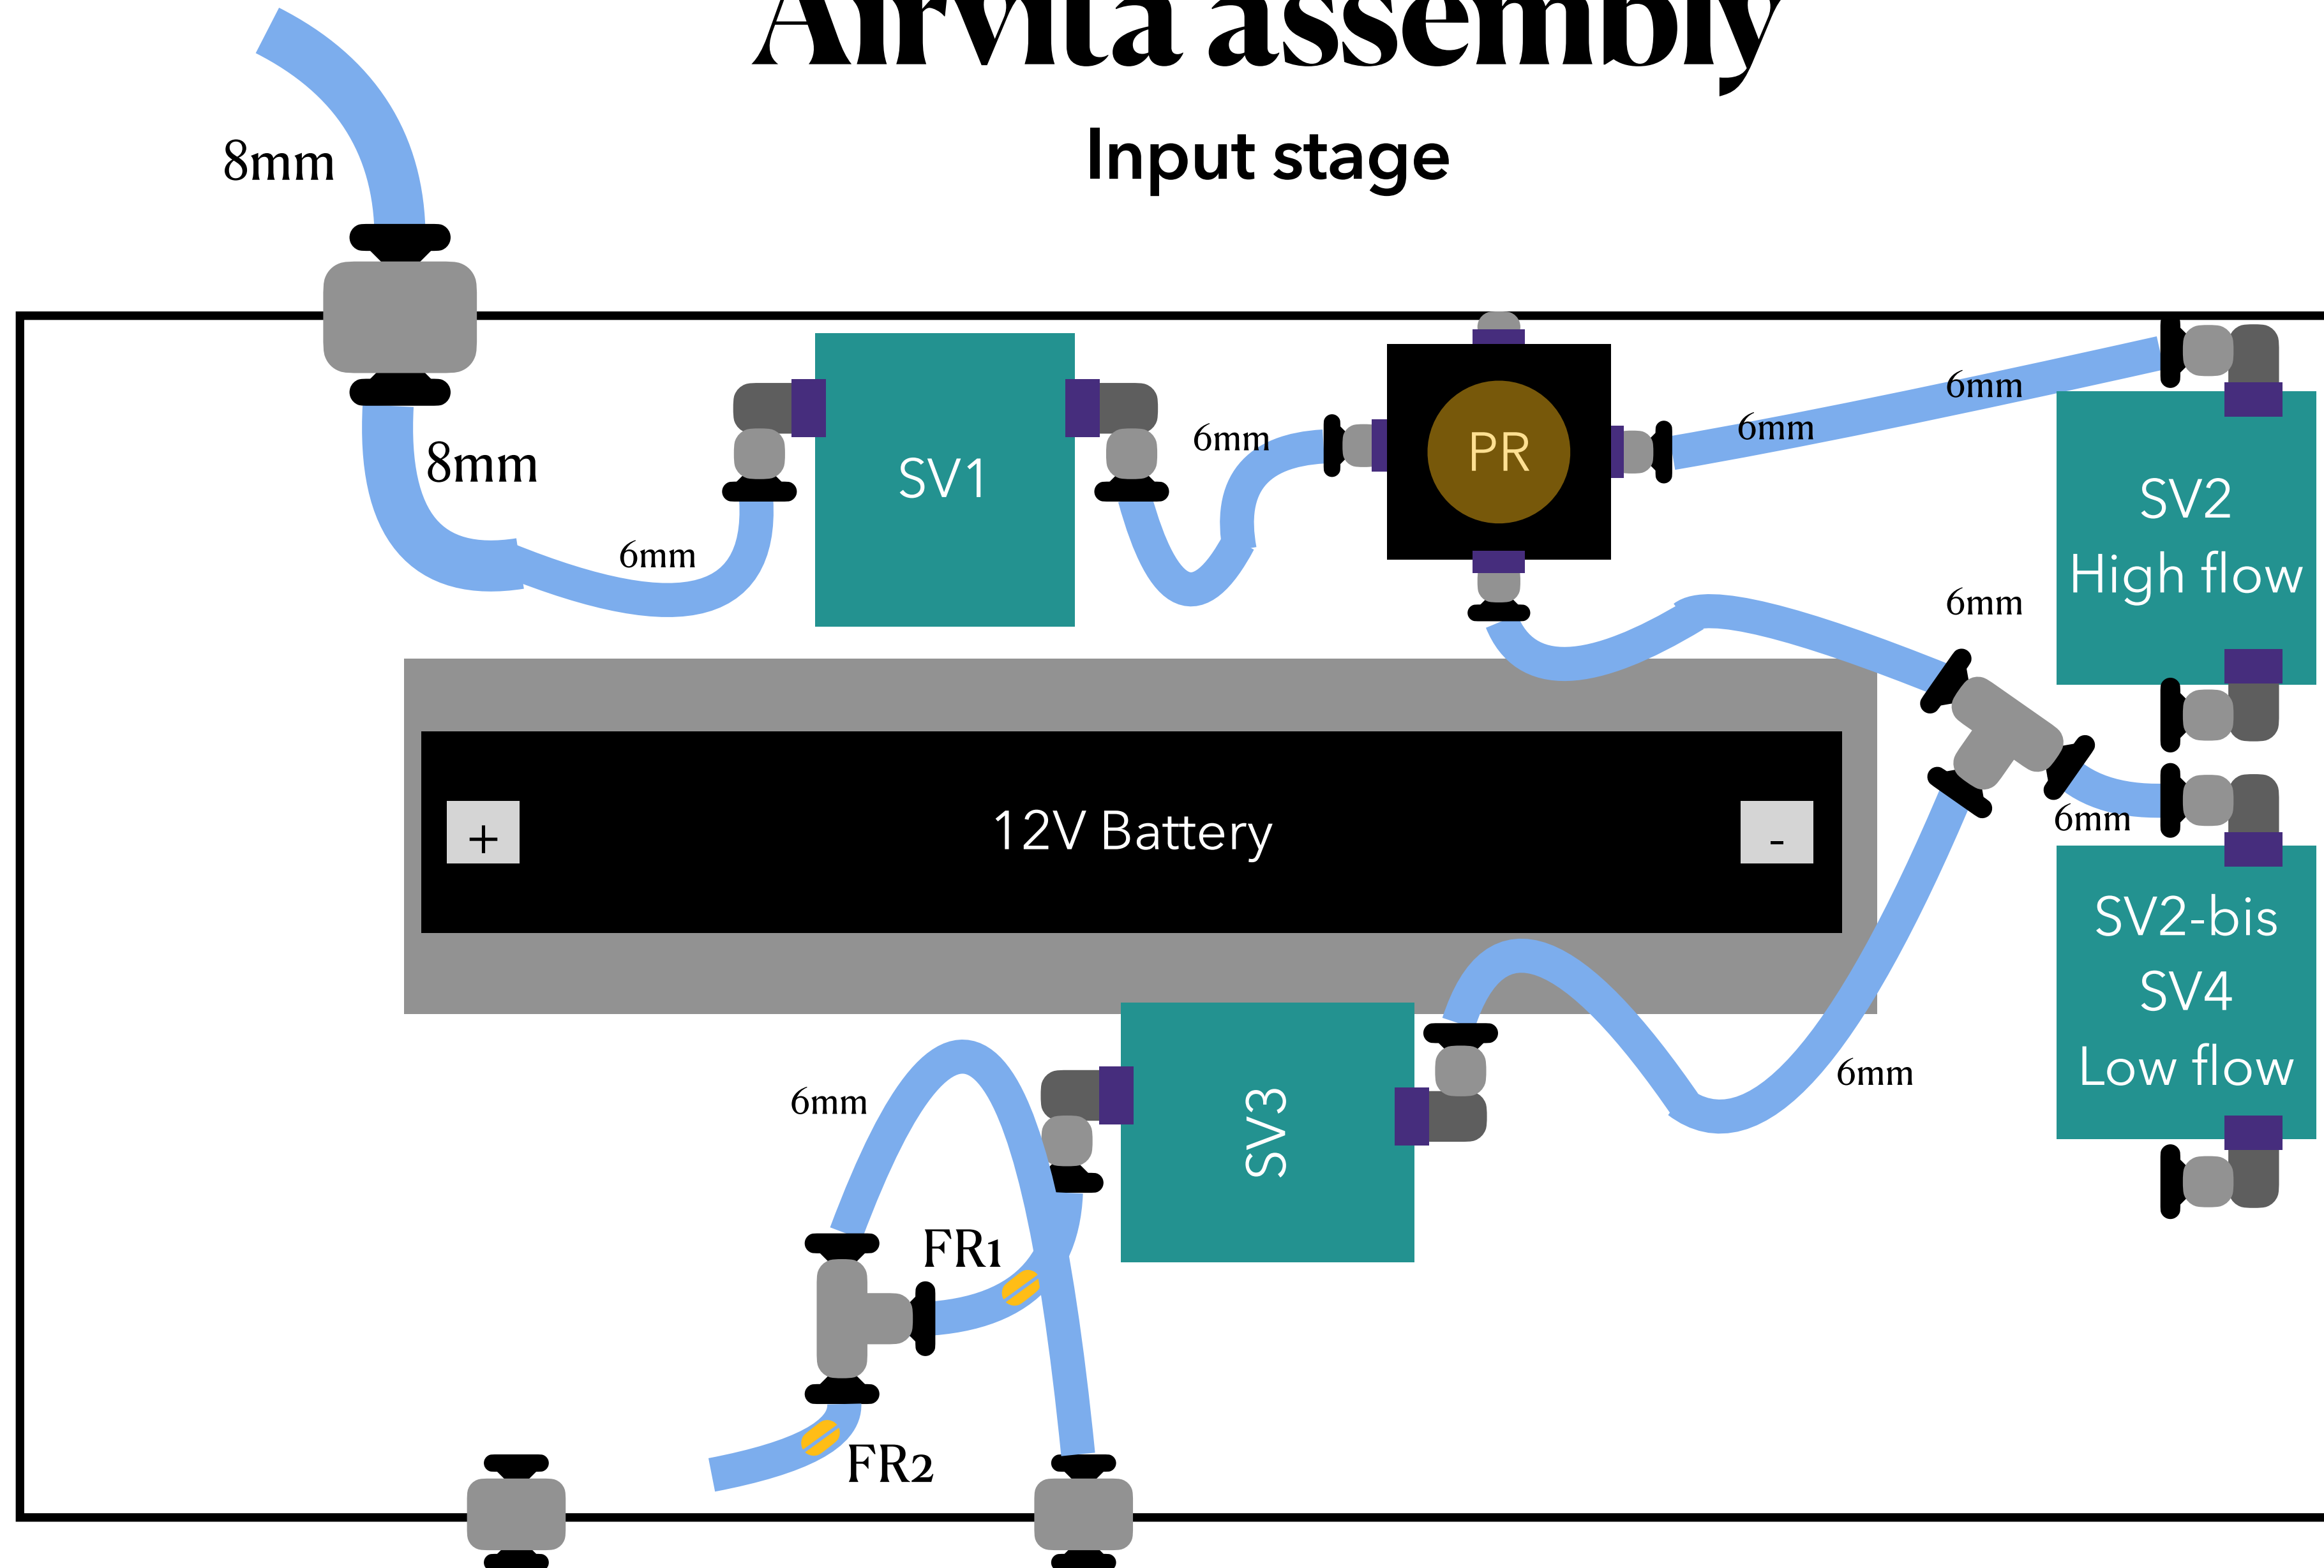 Airvita assembly
Input stage
8mm
8mm
6mm
SV1
6mm
PR
6mm
6mm
SV2
High flow
6mm
+
12V Battery
-
6mm
SV2-bis
SV4
Low flow
6mm
6mm
SV3
FR1
FR2